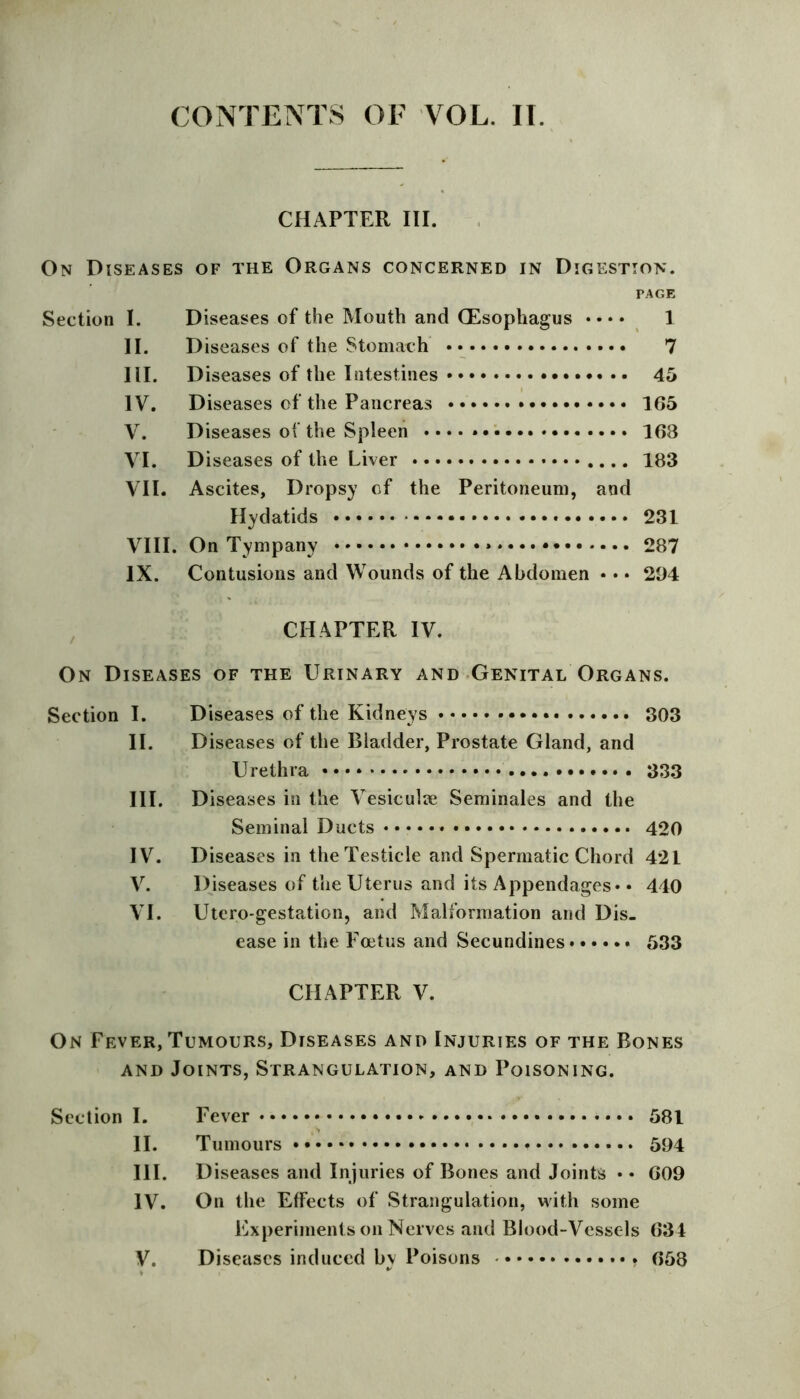 CONTENTS OF VOL. II.
CHAPTER III.
On Diseases of the Organs concerned in Digestion.
PAGE
Section I. Diseases of the Mouth and Œsophagus •••• 1
II. Diseases of the Stomach •••••••••••••••• 7
III. Diseases of the Intestines •••••••••••••••• 45
IV. Diseases of the Pancreas •••••••••••••••• 165
V. Diseases of the Spleen •••••••••••••••••• 168
VI. Diseases of the Liver •••••••••••••••••••• 183
VII. Ascites, Dropsy of the Peritoneum, and
Hydatids •••••••••••••••••••••••••• 231
VIII. On Tympany •••••••••••••••••••••••••• 287
IX. Contusions and Wounds of the Abdomen ••• 294
CHAPTER IV.
On Diseases of the Urinary and Genital Organs.
Section I. Diseases of the Kidneys •••••••••••••••••• 303
II. Diseases of the Bladder, Prostate Gland, and
Urethra •••••••••••••••••••••••••••• 333
III. Diseases in the Vesiculæ Seminales and the
Seminal Ducts •••••••••••••••••••••• 420
IV. Diseases in the Testicle and Spermatic Chord 421
V. Diseases of the Uterus and its Appendages•• 440
VI. Utero-gestation, and Malformation and Dis-
ease in the Fœtus and Secundines•••••• 533
CHAPTER V.
On Fever, Tumours, Diseases and Injuries of the Bones
and Joints, Strangulation, and Poisoning.
Section I. Fever •••••••••••••••••••••••••••••••• 581
II. Tumours •••••••••••••••••••••••••••••• 594
III. Diseases and Injuries of Bones and Joints •• 609
IV. On the Effects of Strangulation, with some
Experiments on Nerves and Blood-Vessels 634
V. Diseases induced by Poisons •••••••••••••• 658